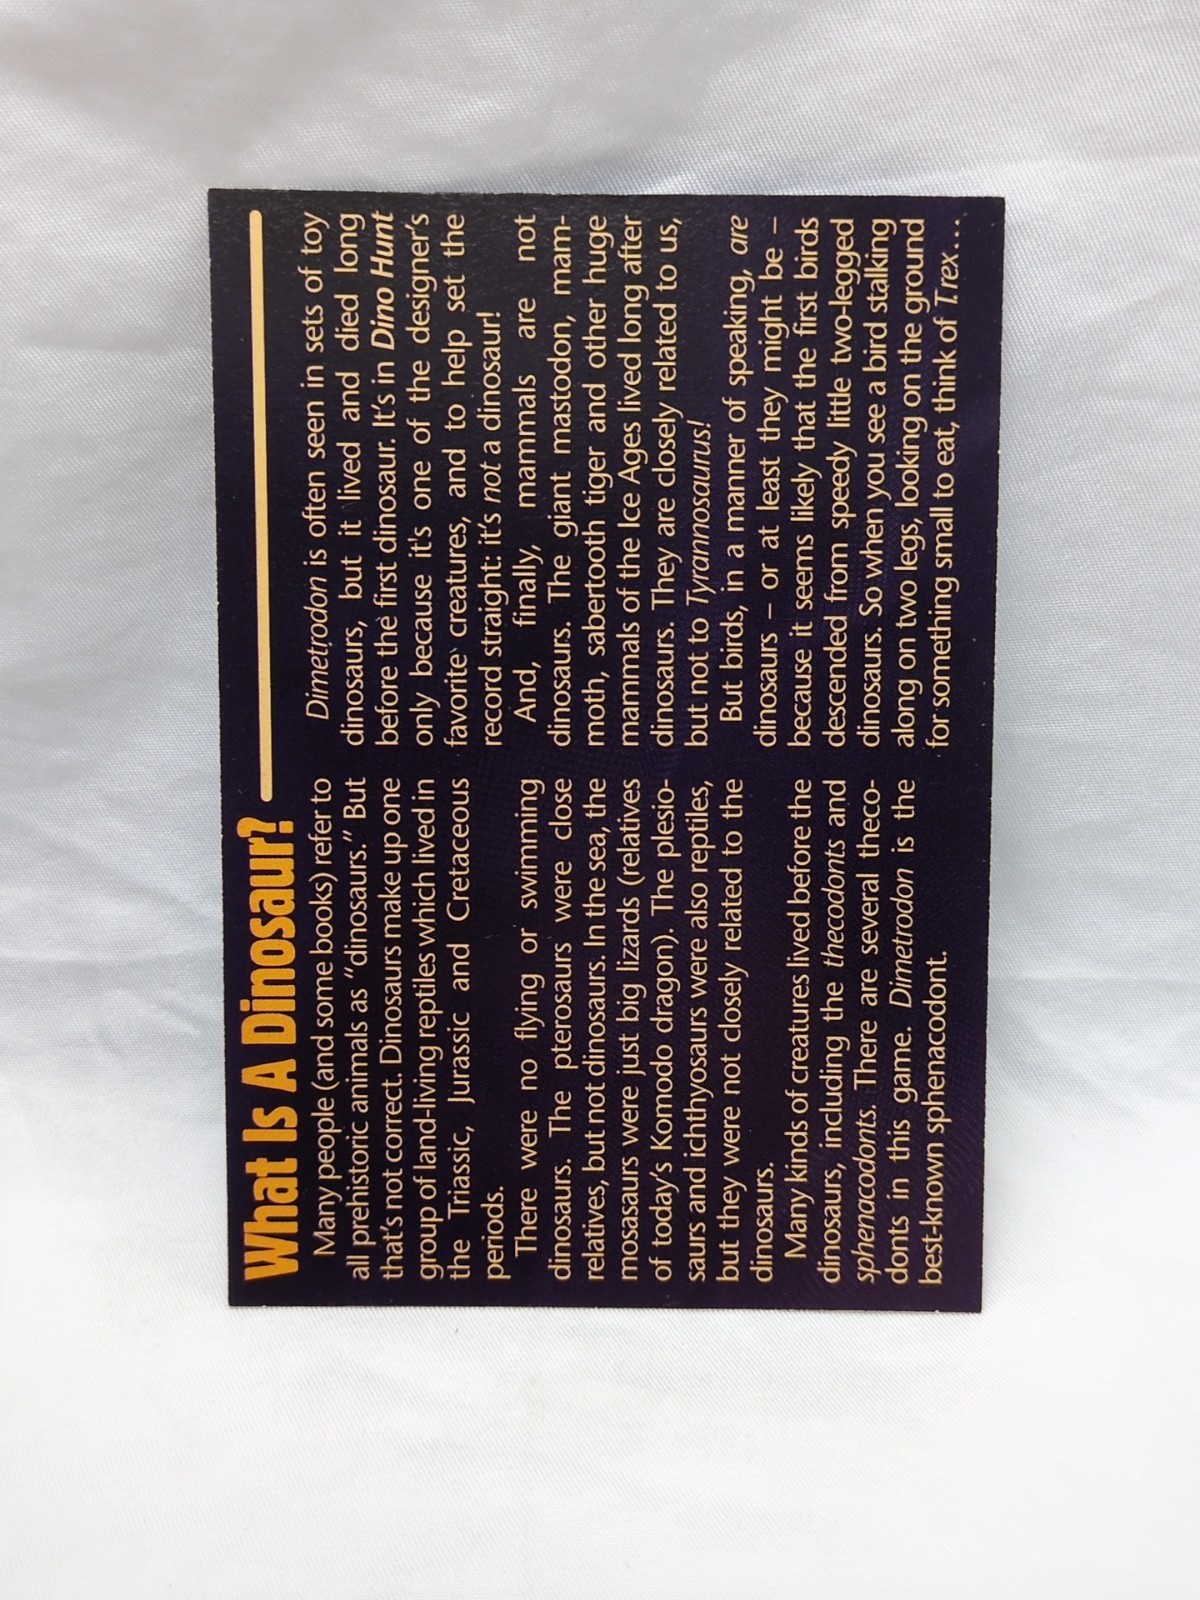 What Is A Dinosaur?
Many people (and some books) refer to
all prehistoric animals as “dinosaurs.” But
that's not correct. Dinosaurs make up one
group of land-living reptiles which lived in
the Triassic, Jurassic and Cretaceous
periods.
There were no flying or swimming
dinosaurs. The pterosaurs were close
relatives, but not dinosaurs. In the sea, the
mosasaurs were just big lizards (relatives
of today's Komodo dragon). The plesio-
saurs and ichthyosaurs were also reptiles,
but they were not closely related to the
dinosaurs.
Many kinds of creatures lived before the
dinosaurs, including the thecodonts and
sphenacodonts. There are several theco-
donts in this game. Dimetrodon is the
best-known sphenacodont.
Dimetrodon is often seen in sets of toy
dinosaurs, but it lived and died long
before the first dinosaur. It's in Dino Hunt
only because it's one of the designer's
favorite creatures, and to help set the
record straight: it's not a dinosaur!
And, finally, mammals are not
dinosaurs. The giant mastodon, mam-
moth, sabertooth tiger and other huge
mammals of the Ice Ages lived long after
dinosaurs. They are closely related to us,
but not to Tyrannosaurus!
But birds, in a manner of speaking, are
dinosaurs – or at least they might be –
because it seems likely that the first birds
descended from speedy little two-legged
dinosaurs. So when you see a bird stalking
along on two legs, looking on the ground
for something small to eat, think of T.rex...